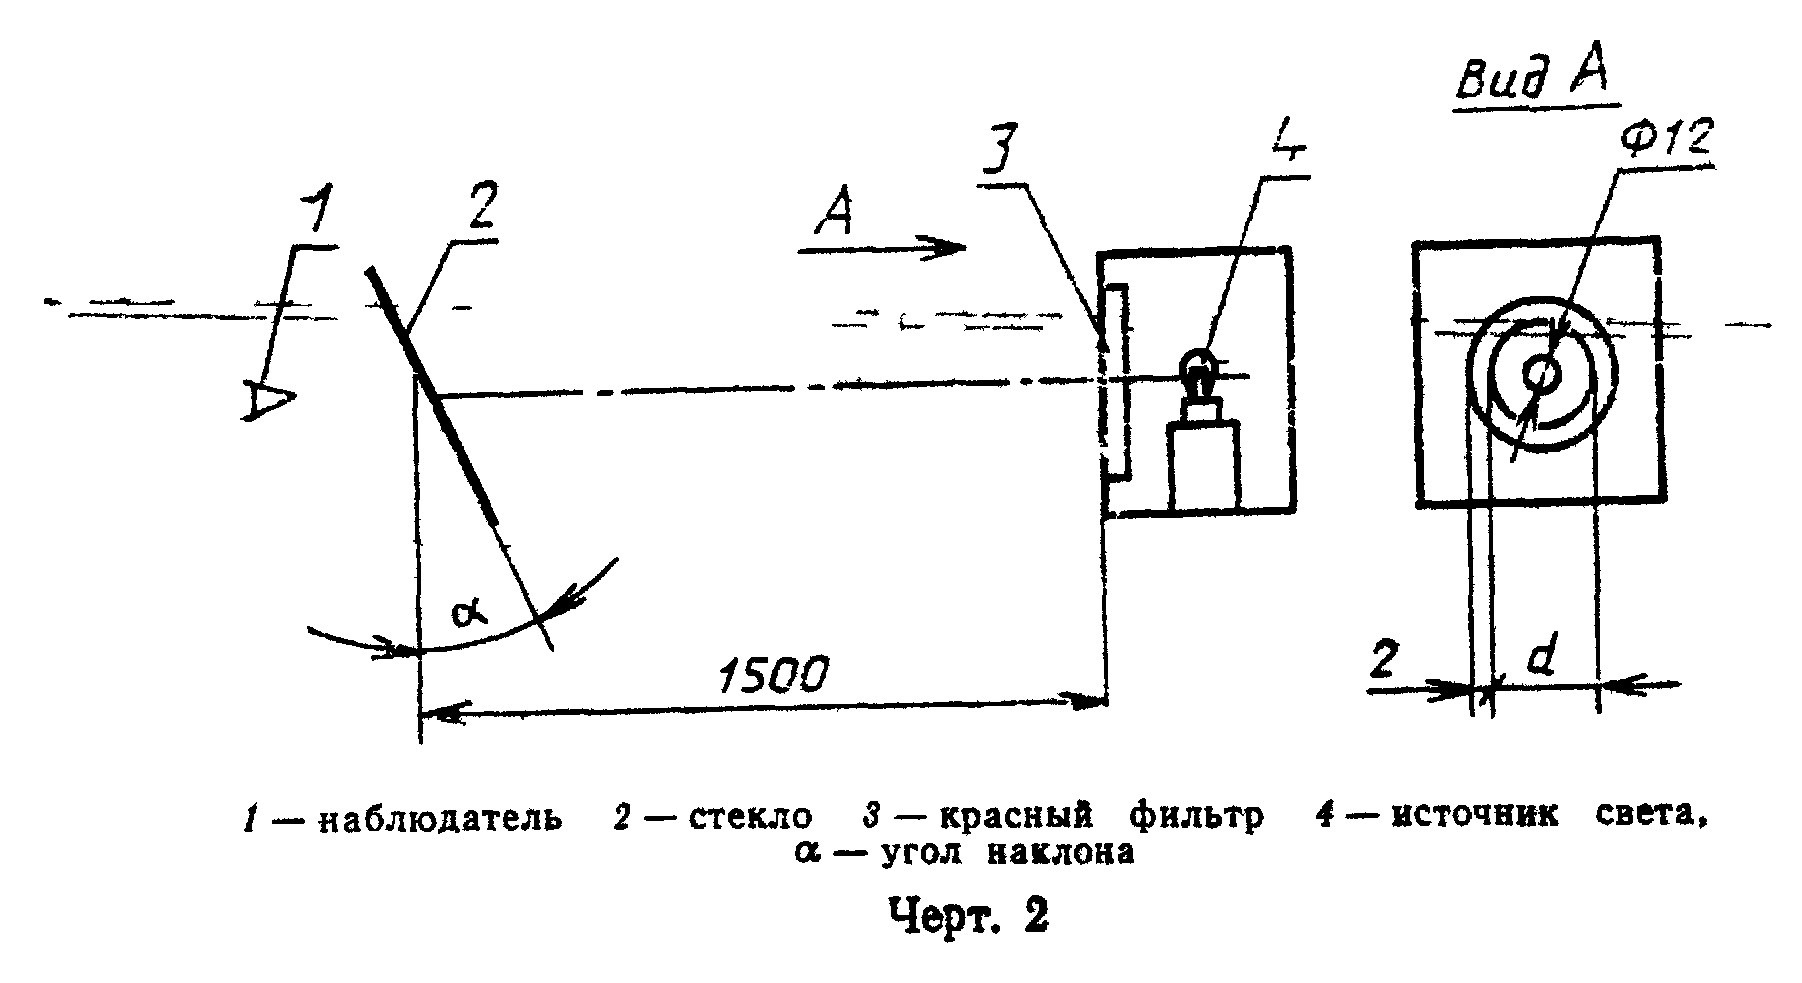 Вид А
Ф12
1
2
А
3
4
α
1500
2
d
1 — наблюдатель 2 — стекло 3 — красный фильтр 4 — источник света,
α — угол наклона
Черт. 2